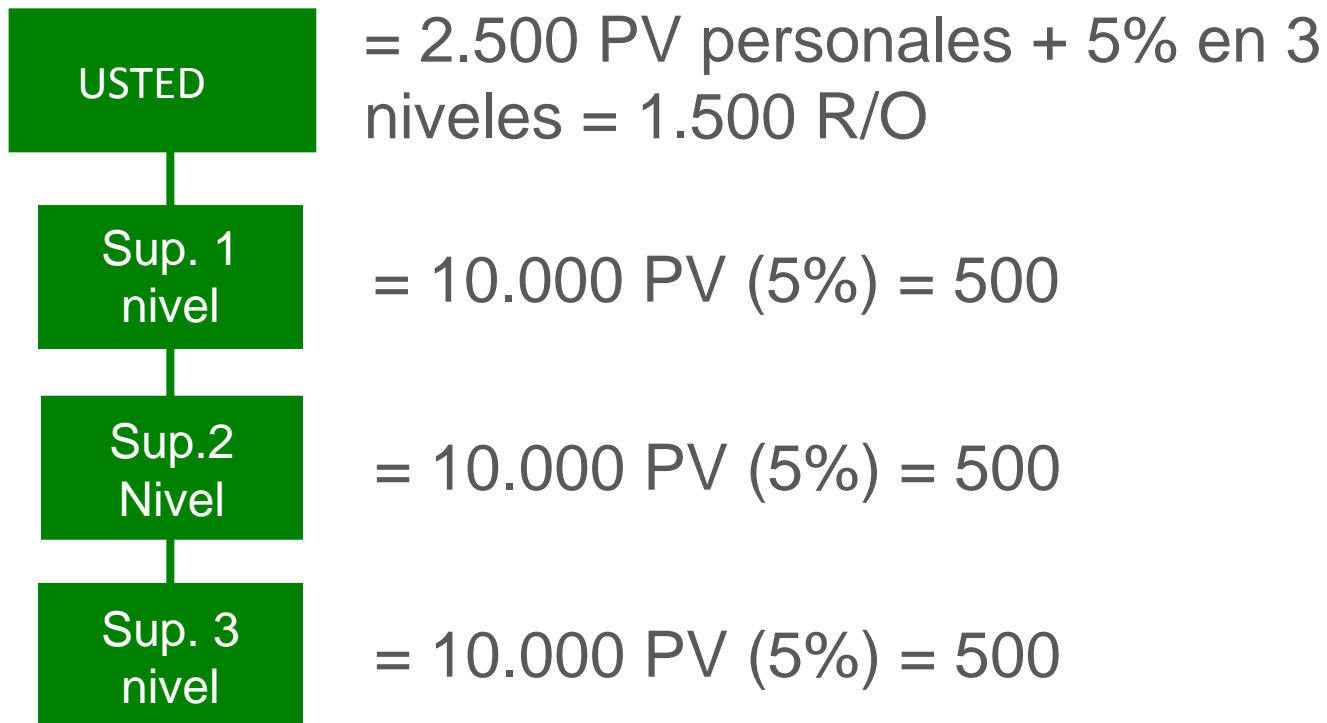 USTED
= 2.500 PV personales + 5% en 3
niveles = 1.500 R/O
Sup. 1
nivel
= 10.000 PV (5%) = 500
Sup.2
Nivel
= 10.000 PV (5%) = 500
Sup. 3
nivel
= 10.000 PV (5%) = 500